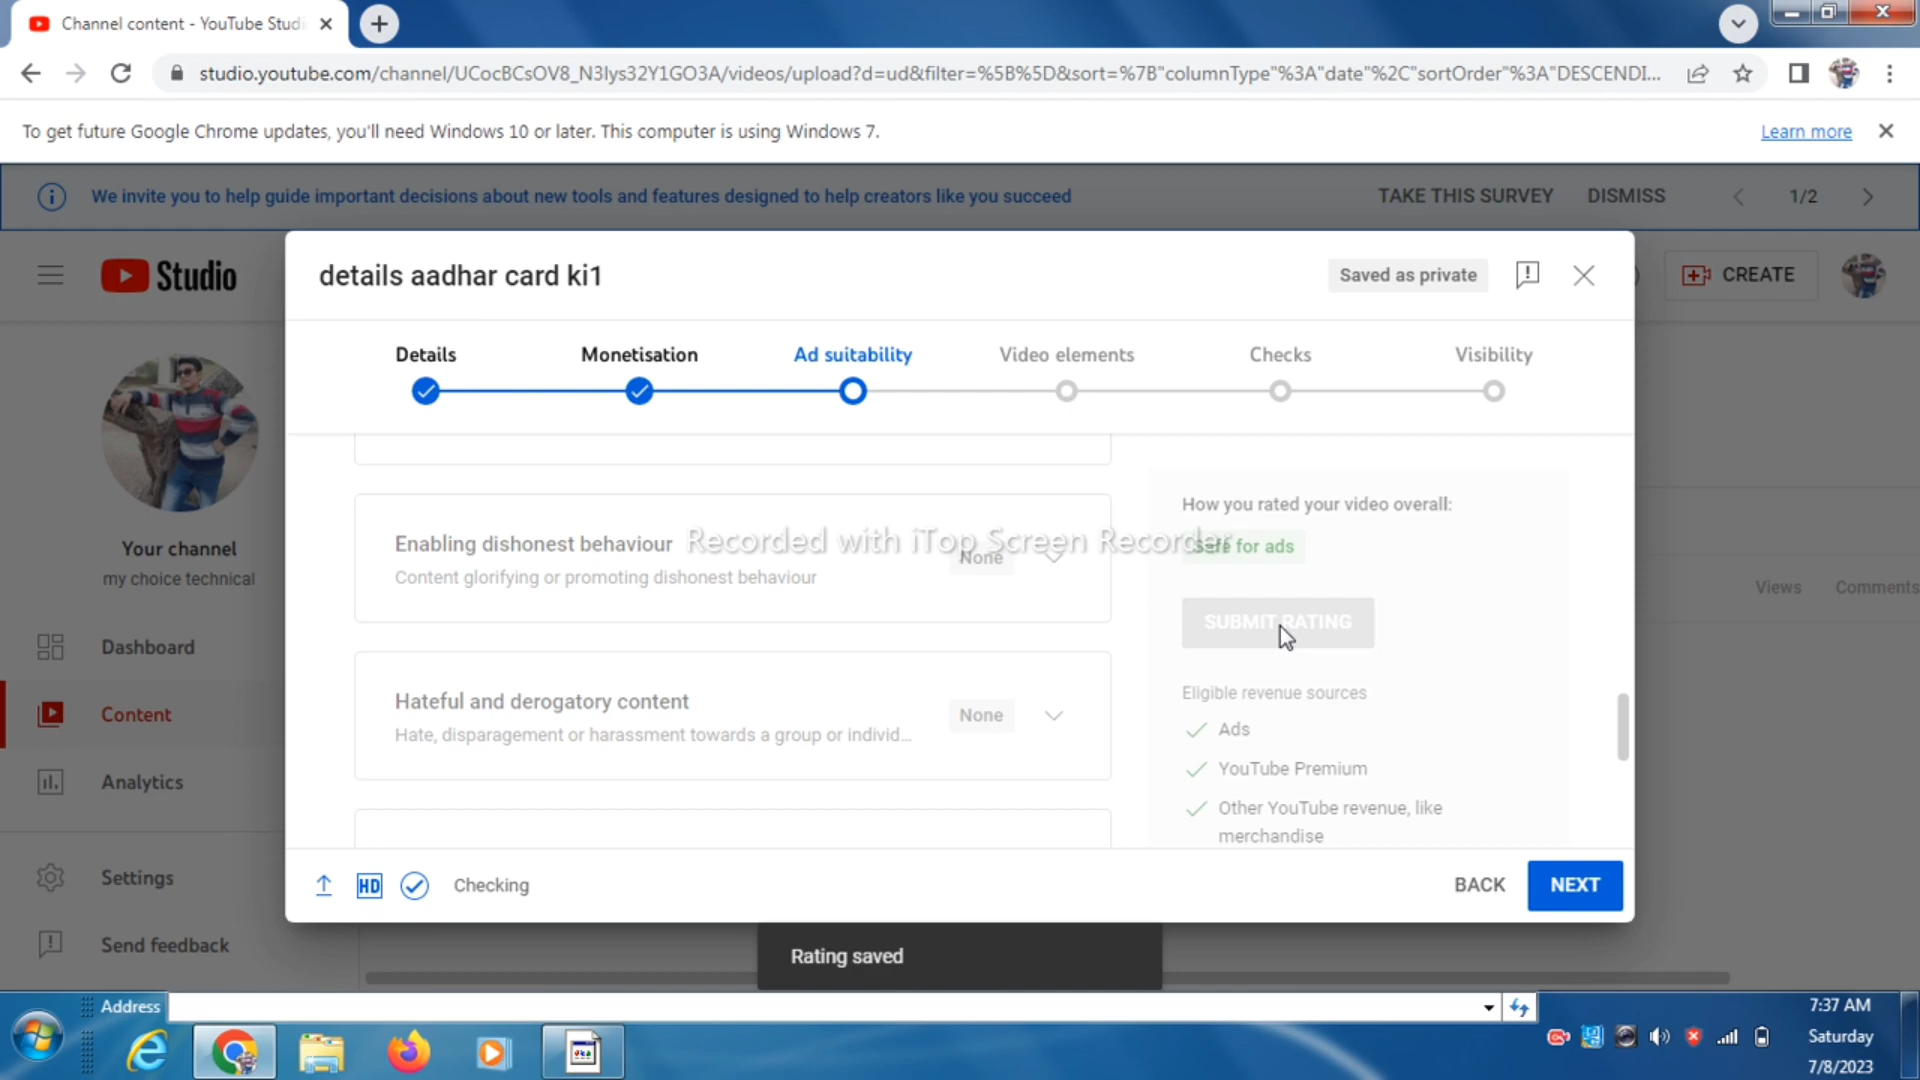 Channel content - YouTube Studi
studio.youtube.com/channel/UCocBCsOV8_N3lys32Y1GO3A/videos/upload?d=ud&filter=%5B%5D&sort=%7B"columnType"%3A"date"%2C"sortOrder"%3A"DESCENDI...
To get future Google Chrome updates, you'll need Windows 10 or later. This computer is using Windows 7.
Learn more
We invite you to help guide important decisions about new tools and features designed to help creators like you succeed
TAKE THIS SURVEY
DISMISS
1/2
Studio
CREATE
details aadhar card ki1
Saved as private
Details
Monetisation
Ad suitability
Video elements
Checks
Visibility
Your channel
my choice technical
Dashboard
Content
Analytics
Settings
Send feedback
Views
Comments
Enabling dishonest behaviour
Content glorifying or promoting dishonest behaviour
None
Recorded with iTop Screen Recorder
Hateful and derogatory content
Hate, disparagement or harassment towards a group or individ...
None
How you rated your video overall:
Safe for ads
SUBMIT RATING
Eligible revenue sources
Ads
YouTube Premium
Other YouTube revenue, like
merchandise
HD
Checking
BACK
NEXT
Rating saved
Address
7:37 AM
Saturday
7/8/2023